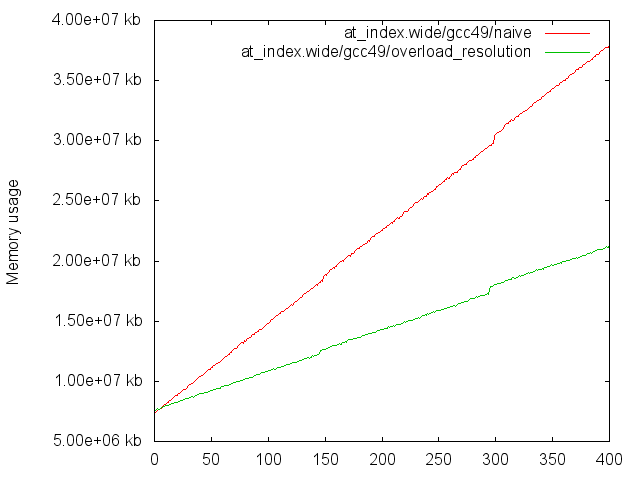 4.00e+07 kb
3.50e+07 kb
3.00e+07 kb
2.50e+07 kb
2.00e+07 kb
1.50e+07 kb
1.00e+07 kb
5.00e+06 kb
Memory usage
at_index.wide/gcc49/naive
at_index.wide/gcc49/overload_resolution
0 50 100 150 200 250 300 350 400